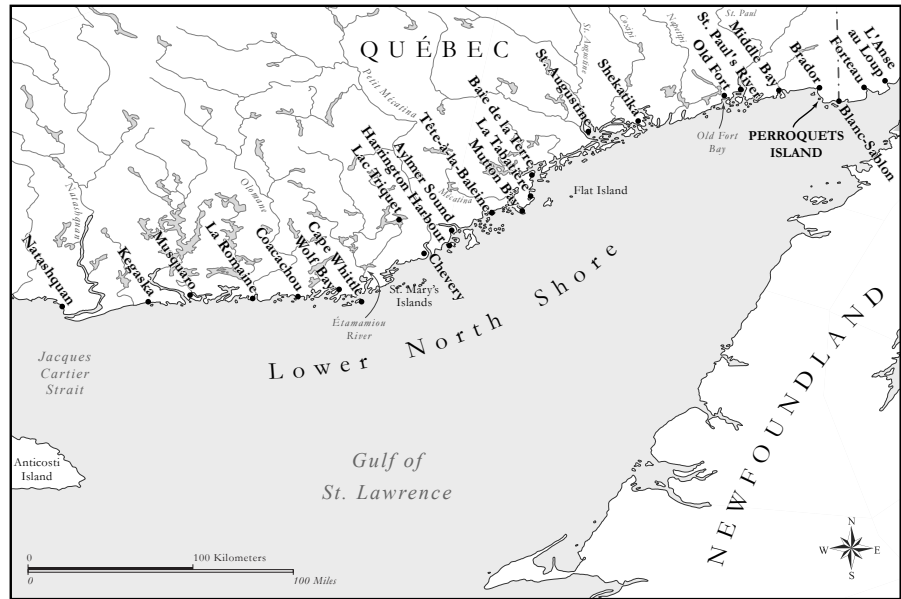 QUÉBEC
St. Paul
Naqtipi
Cosipi
St. Augustine
Petit Mécatina
Mécatina
Olomane
Natashquan
L'Anse
au Loup
Forteau
Blanc-Sablon
Brador
PERROQUETS
ISLAND
Middle Bay
St. Paul's River
Old Fort
Old Fort
Bay
Shekatika
St. Augustine
Baie de la Terre
La Tabatière
Mutton Bay
Tête-à-la-Baleine
Aylmer Sound
Harrington Harbour
Lac-Triquet
Chevery
Flat Island
St. Mary's
Islands
Étamamiou
River
Cape Whittle
Wolf Bay
Coacachou
La Romaine
Musquaro
Kegaska
Natashquan
Lower North Shore
Jacques
Cartier
Strait
Anticosti
Island
Gulf of
St. Lawrence
NEWFOUNDLAND
N
W E
S
0 100 Kilometers
0 100 Miles